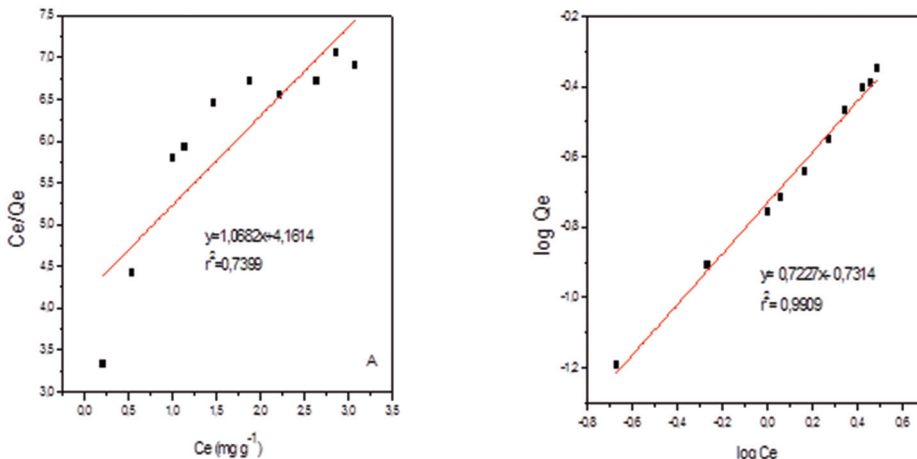 7,5
7,0
6,5
6,0
5,5
5,0
4,5
4,0
3,5
3,0
Ce/Qe
y=1,0682x+4,1614
r²=0,7399
A
0,0 0,5 1,0 1,5 2,0 2,5 3,0 3,5
Ce (mg g⁻¹)
-0,2
-0,4
-0,6
-0,8
-1,0
-1,2
log Qe
y= 0,7227x- 0,7314
r²= 0,9909
-0,8 -0,6 -0,4 -0,2 0,0 0,2 0,4 0,6
log Ce